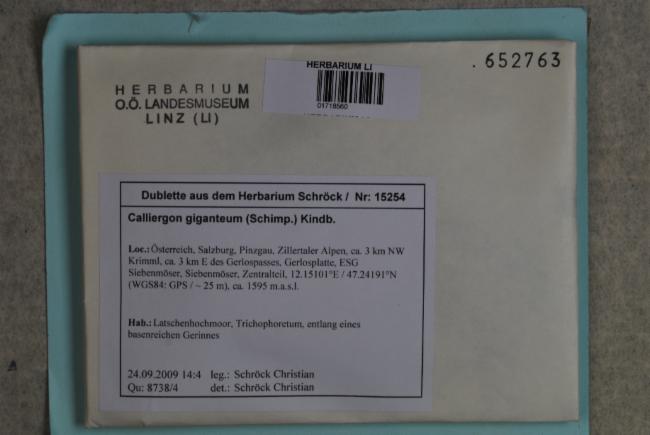 HERBARIUM
O.Ö. LANDESMUSEUM
LINZ (LI)
HERBARIUM LI
01718560
.652763
Dublette aus dem Herbarium Schröck / Nr: 15254
Calliergon giganteum (Schimp.) Kindb.
Loc.: Österreich, Salzburg, Pinzgau, Zillertaler Alpen, ca. 3 km NW
Krimml, ca. 3 km E des Gerlospasses, Gerlosplatte, ESG
Siebenmöser, Siebenmöser, Zentralteil, 12.15101°E / 47.24191°N
(WGS84: GPS / ~ 25 m), ca. 1595 m.a.s.l.
Hab.: Latschenhochmoor, Trichophoretum, entlang eines
basenreichen Gerinnes
24.09.2009 14:4 leg.: Schröck Christian
Qu: 8738/4 det.: Schröck Christian